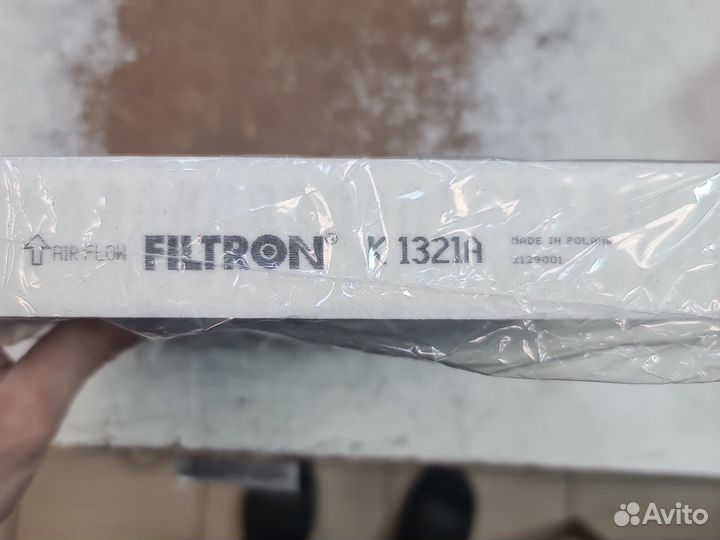 AIR FLOW FILTRON® K 1321A
MADE IN POLAND
2129001
Avito